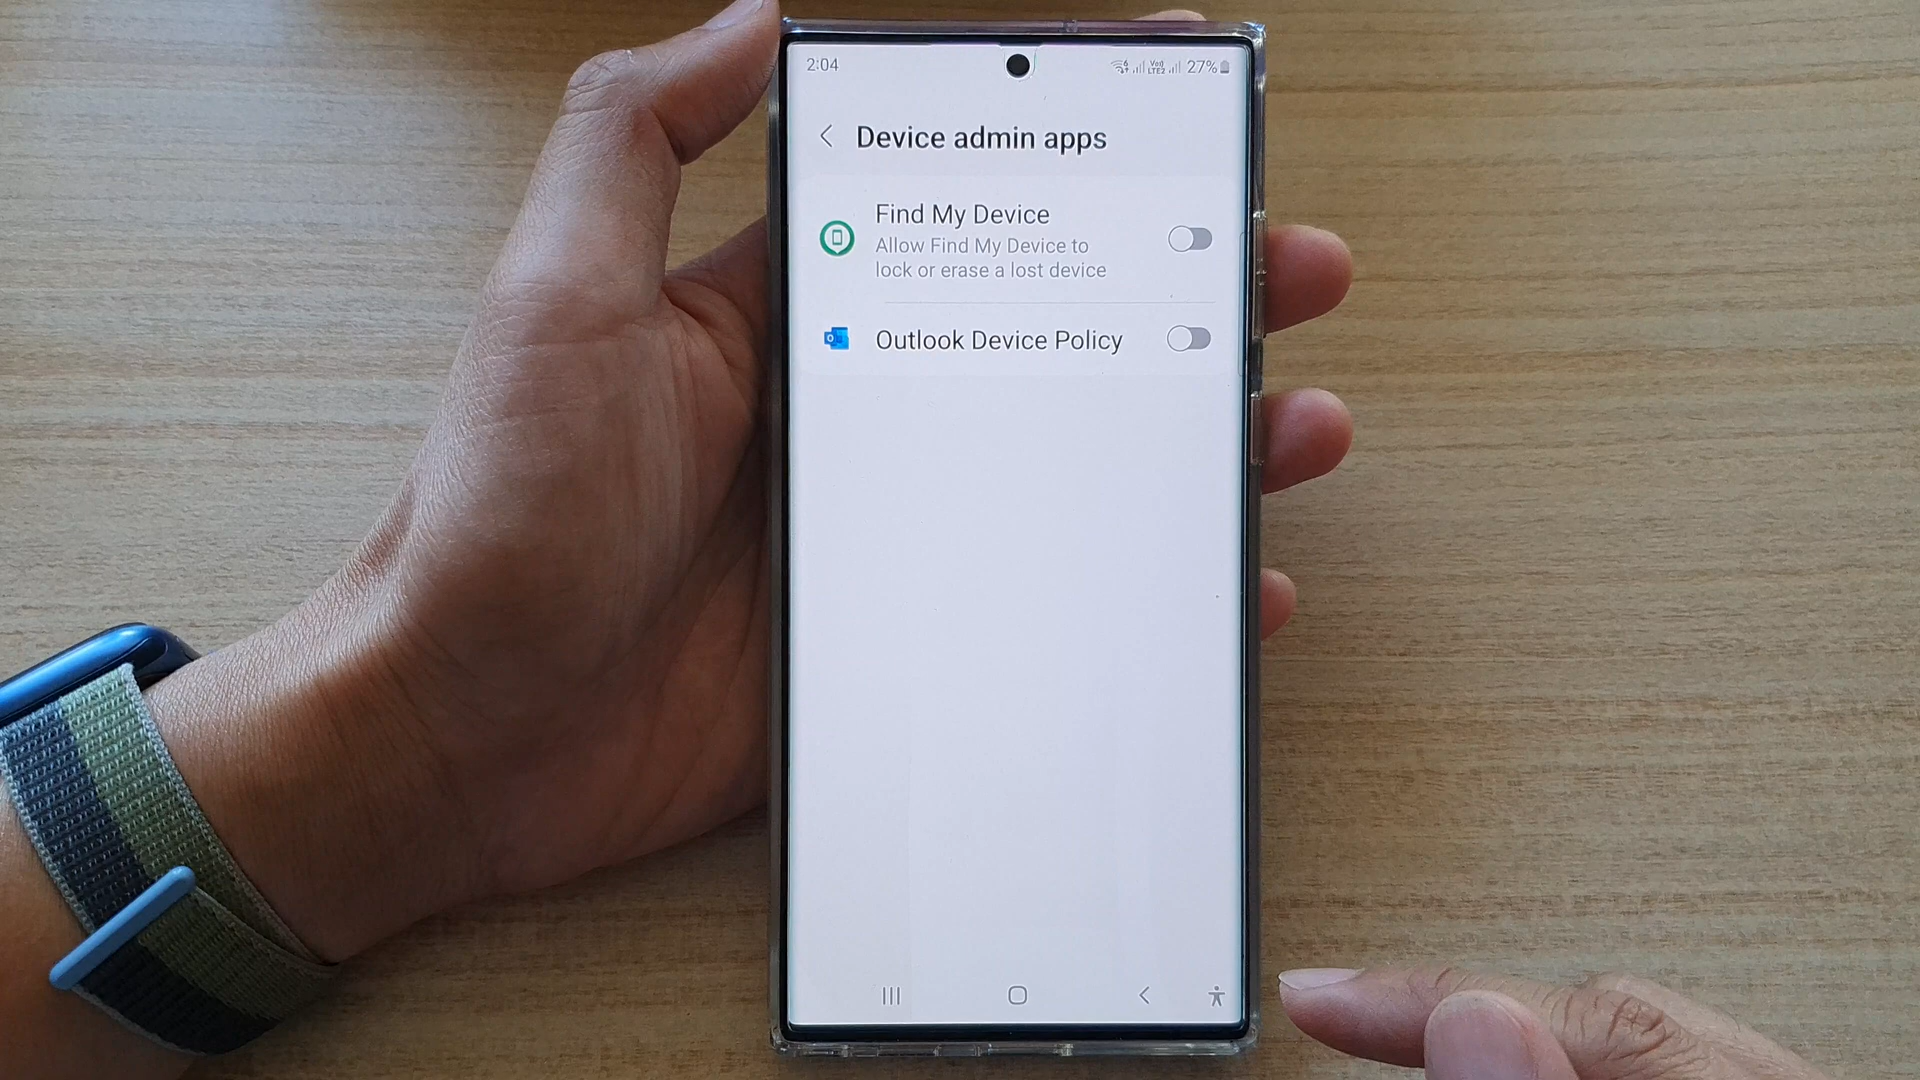 2:04
27%
Device admin apps
Find My Device
Allow Find My Device to
lock or erase a lost device
Outlook Device Policy